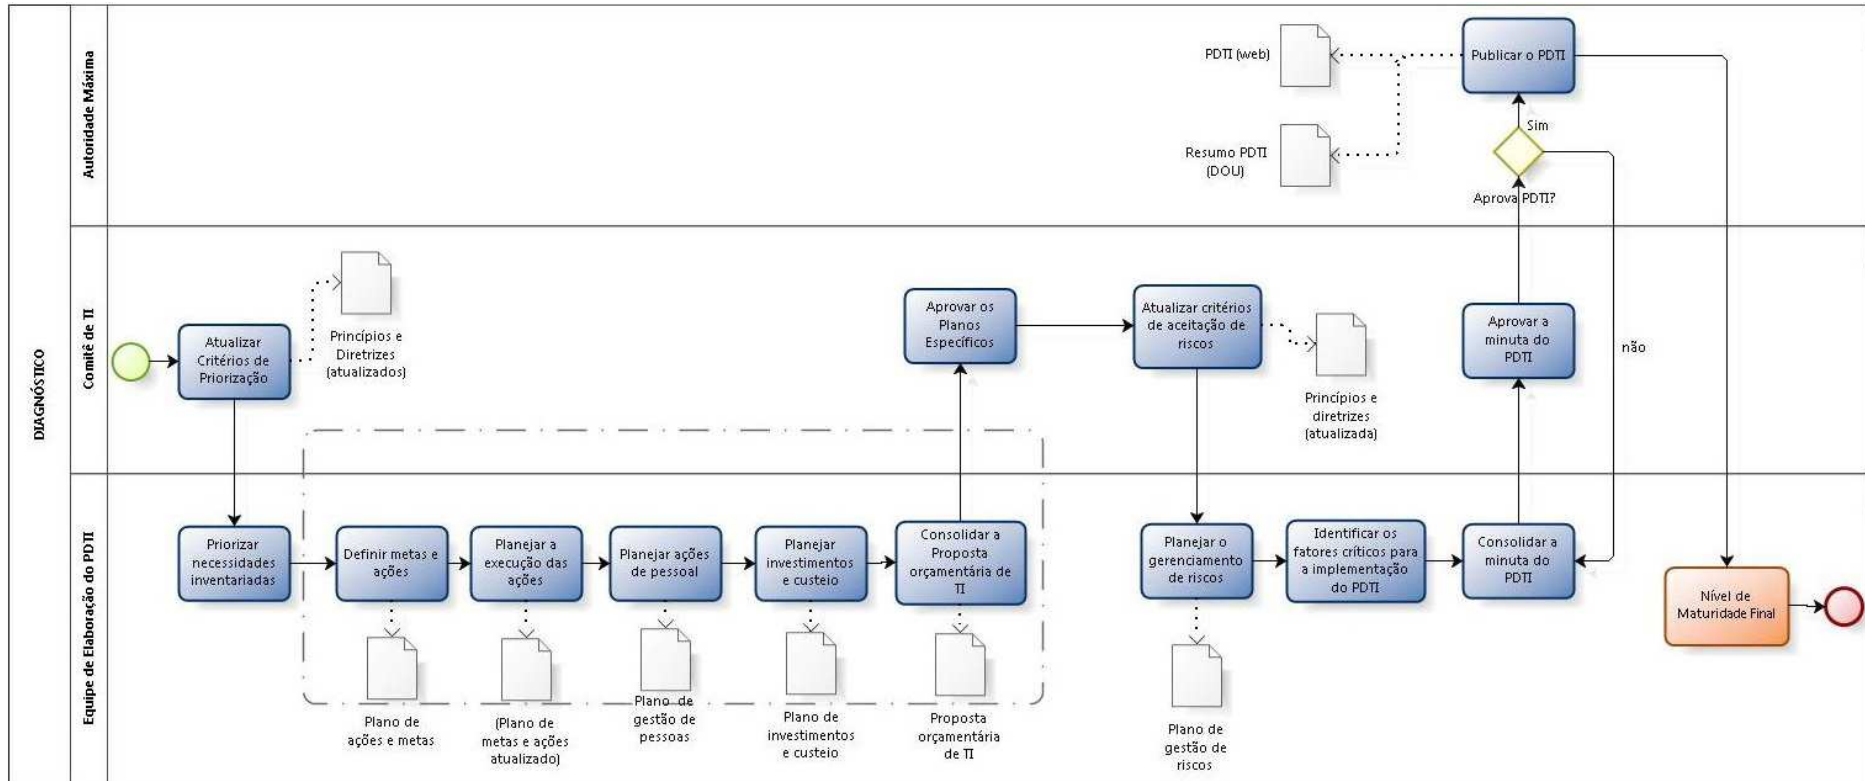 DIAGNÓSTICO
Autoridade Máxima
PDTI (web)
Resumo PDTI
(DOU)
Publicar o PDTI
Sim
Aprova PDTI?
Comitê de TI
Atualizar
Critérios de
Priorização
Princípios e
Diretrizes
(atualizados)
Aprovar os
Planos
Específicos
Atualizar critérios
de aceitação de
riscos
Princípios e
diretrizes
(atualizada)
Aprovar a
minuta do
PDTI
não
Equipe de Elaboração do PDTI
Priorizar
necessidades
inventariadas
Definir metas e
ações
Planejar a
execução das
ações
Planejar ações
de pessoal
Planejar
investimentos
e custeio
Consolidar a
Proposta
orçamentária de
TI
Planejar o
gerenciamento
de riscos
Identificar os
fatores críticos para
a implementação
do PDTI
Consolidar a
minuta do
PDTI
Nível de
Maturidade Final
Plano de
ações e metas
(Plano de
metas e ações
atualizado)
Plano de
gestão de
pessoas
Plano de
investimentos
e custeio
Proposta
orçamentária
de TI
Plano de
gestão de
riscos